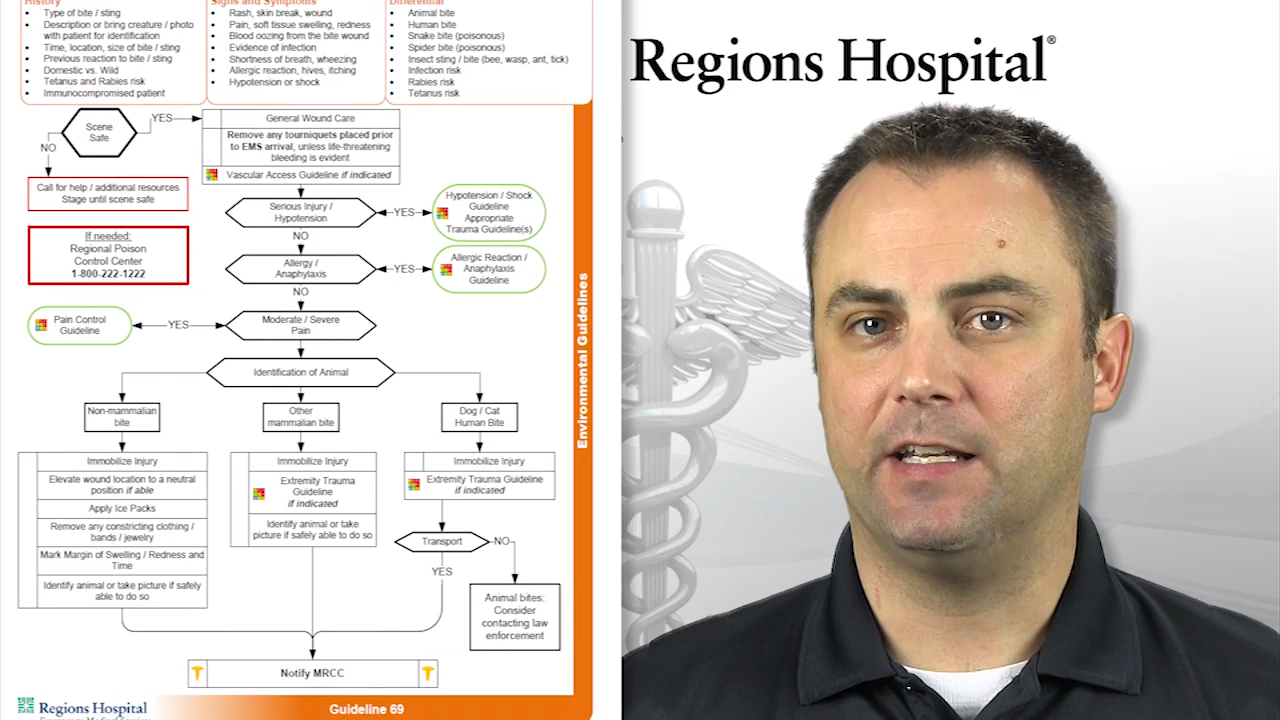 History
Type of bite / sting
Description or bring creature / photo
with patient for identification
Time, location, size of bite / sting
Previous reaction to bite / sting
Domestic vs. Wild
Tetanus and Rabies risk
Immunocompromised patient
Signs and Symptoms
Rash, skin break, wound
Pain, soft tissue swelling, redness
Blood oozing from the bite wound
Evidence of infection
Shortness of breath, wheezing
Allergic reaction, hives, itching
Hypotension or shock
Differential
Animal bite
Human bite
Snake bite (poisonous)
Spider bite (poisonous)
Insect sting / bite (bee, wasp, ant, tick)
Infection risk
Rabies risk
Tetanus risk
Regions Hospital®
Scene
Safe
YES
NO
General Wound Care
Remove any tourniquets placed prior
to EMS arrival, unless life-threatening
bleeding is evident
Vascular Access Guideline if indicated
Call for help / additional resources
Stage until scene safe
If needed:
Regional Poison
Control Center
1-800-222-1222
Serious Injury /
Hypotension
YES
Hypotension / Shock
Guideline
Appropriate
Trauma Guideline(s)
NO
Allergy /
Anaphylaxis
YES
Allergic Reaction /
Anaphylaxis
Guideline
NO
Moderate / Severe
Pain
YES
Pain Control
Guideline
Identification of Animal
Non-mammalian
bite
Other
mammalian bite
Dog / Cat
Human Bite
Immobilize Injury
Elevate wound location to a neutral
position if able
Apply Ice Packs
Remove any constricting clothing /
bands / jewelry
Mark Margin of Swelling / Redness and
Time
Identify animal or take picture if safely
able to do so
Immobilize Injury
Extremity Trauma
Guideline
if indicated
Identify animal or take
picture if safely able to do so
Immobilize Injury
Extremity Trauma Guideline
if indicated
Transport
NO
YES
Animal bites:
Consider
contacting law
enforcement
Notify MRCC
Environmental Guidelines
Regions Hospital
Emergency Medical Services
Guideline 69